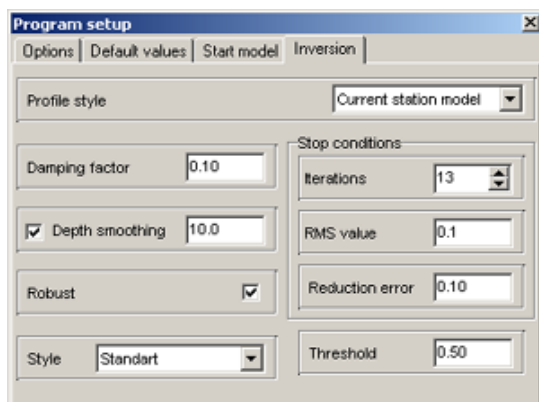 Program setup
Options Default values Start model Inversion
Profile style Current station model
Damping factor 0.10
Depth smoothing 10.0
Robust
Style Standart
Stop conditions
Iterations 13
RMS value 0.1
Reduction error 0.10
Threshold 0.50